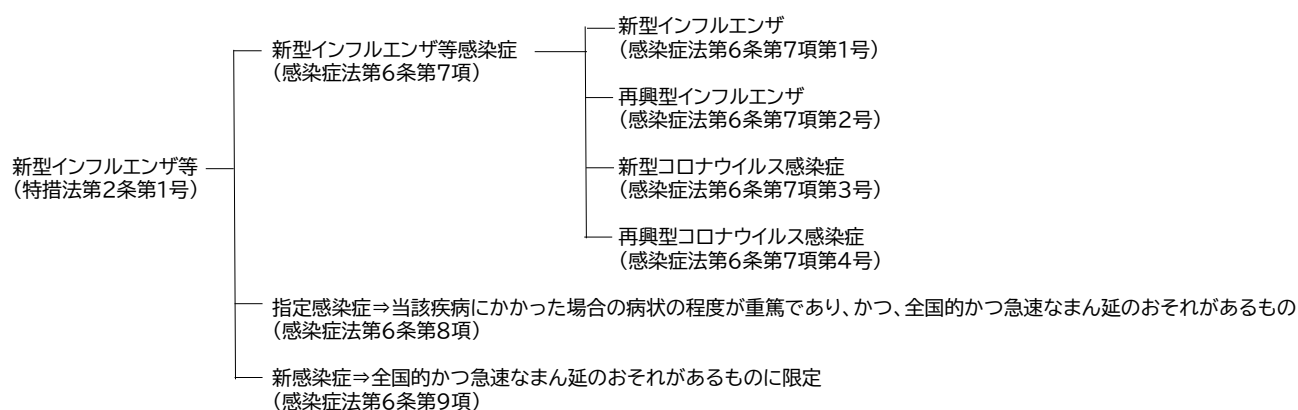 新型インフルエンザ等
(特措法第2条第1号)
新型インフルエンザ等感染症
(感染症法第6条第7項)
新型インフルエンザ
(感染症法第6条第7項第1号)
再興型インフルエンザ
(感染症法第6条第7項第2号)
新型コロナウイルス感染症
(感染症法第6条第7項第3号)
再興型コロナウイルス感染症
(感染症法第6条第7項第4号)
指定感染症⇒当該疾病にかかった場合の病状の程度が重篤であり、かつ、全国的かつ急速なまん延のおそれがあるもの
(感染症法第6条第8項)
新感染症⇒全国的かつ急速なまん延のおそれがあるものに限定
(感染症法第6条第9項)